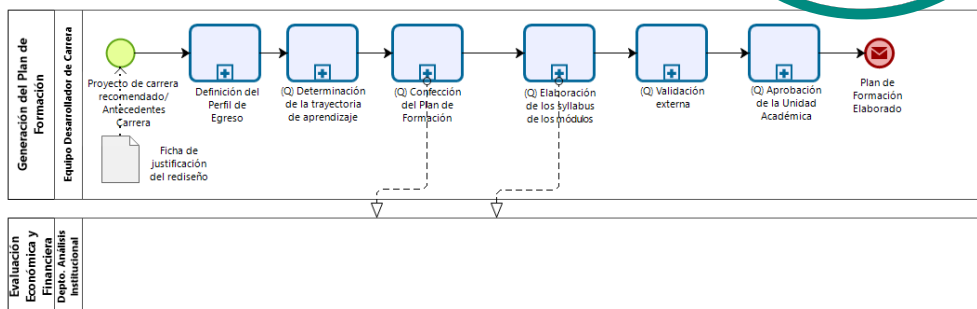 Generación del Plan de
Formación
Equipo Desarrollador de Carrera
Proyecto de carrera
recomendado/
Antecedentes
Carrera
Ficha de
justificación
del rediseño
Definición del
Perfil de
Egreso
(Q) Determinación
de la trayectoria
de aprendizaje
(Q) Confección
del Plan de
Formación
(Q) Elaboración
de los syllabus
de los módulos
(Q) Validación
externa
(Q) Aprobación
de la Unidad
Académica
Plan de
Formación
Elaborado
Evaluación
Económica y
Financiera
Depto. Análisis
Institucional